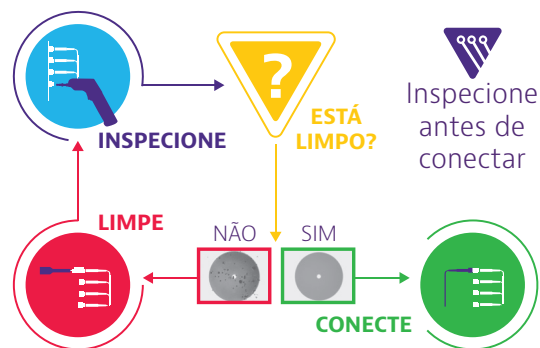 INSPECIONE
?
ESTÁ
LIMPO?
Inspecione
antes de
conectar
LIMPE
NÃO
SIM
CONECTE